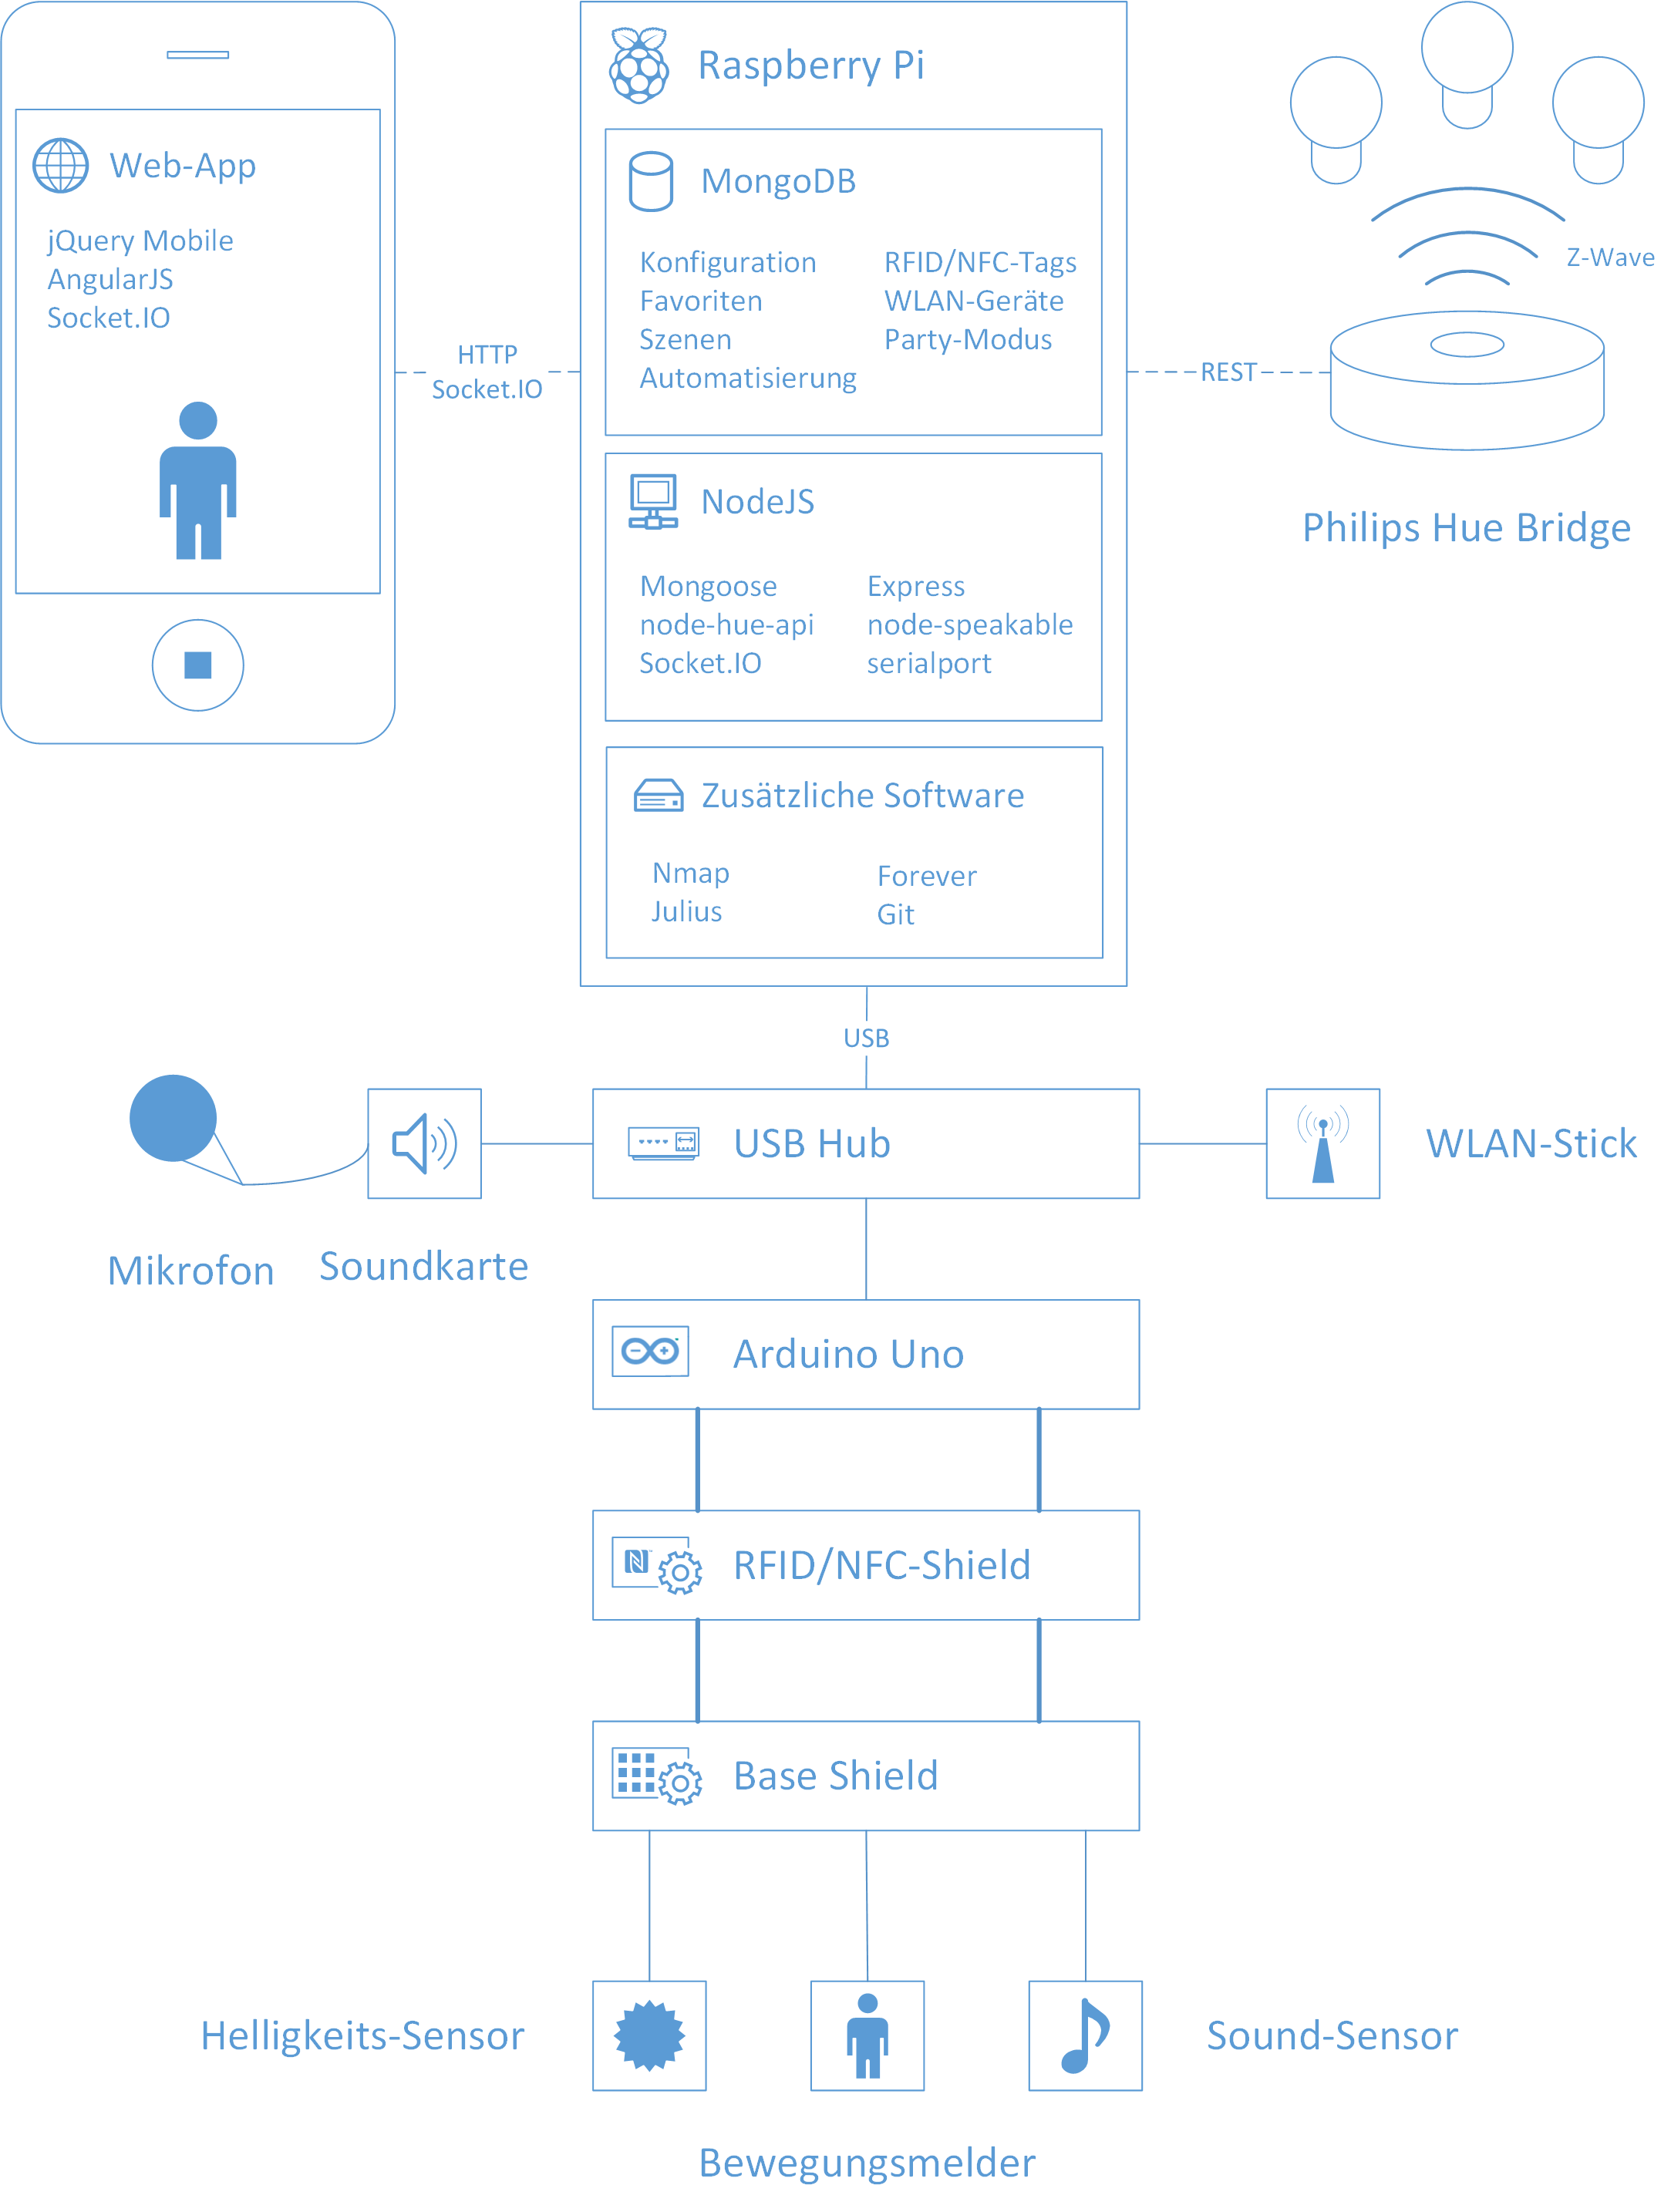 Web-App
jQuery Mobile
AngularJS
Socket.IO
HTTP
Socket.IO
Raspberry Pi
MongoDB
Konfiguration
Favoriten
Szenen
Automatisierung
RFID/NFC-Tags
WLAN-Geräte
Party-Modus
NodeJS
Mongoose
node-hue-api
Socket.IO
Express
node-speakable
serialport
Zusätzliche Software
Nmap
Julius
Forever
Git
REST
Z-Wave
Philips Hue Bridge
USB
USB Hub
Mikrofon
Soundkarte
WLAN-Stick
Arduino Uno
RFID/NFC-Shield
Base Shield
Helligkeits-Sensor
Sound-Sensor
Bewegungsmelder